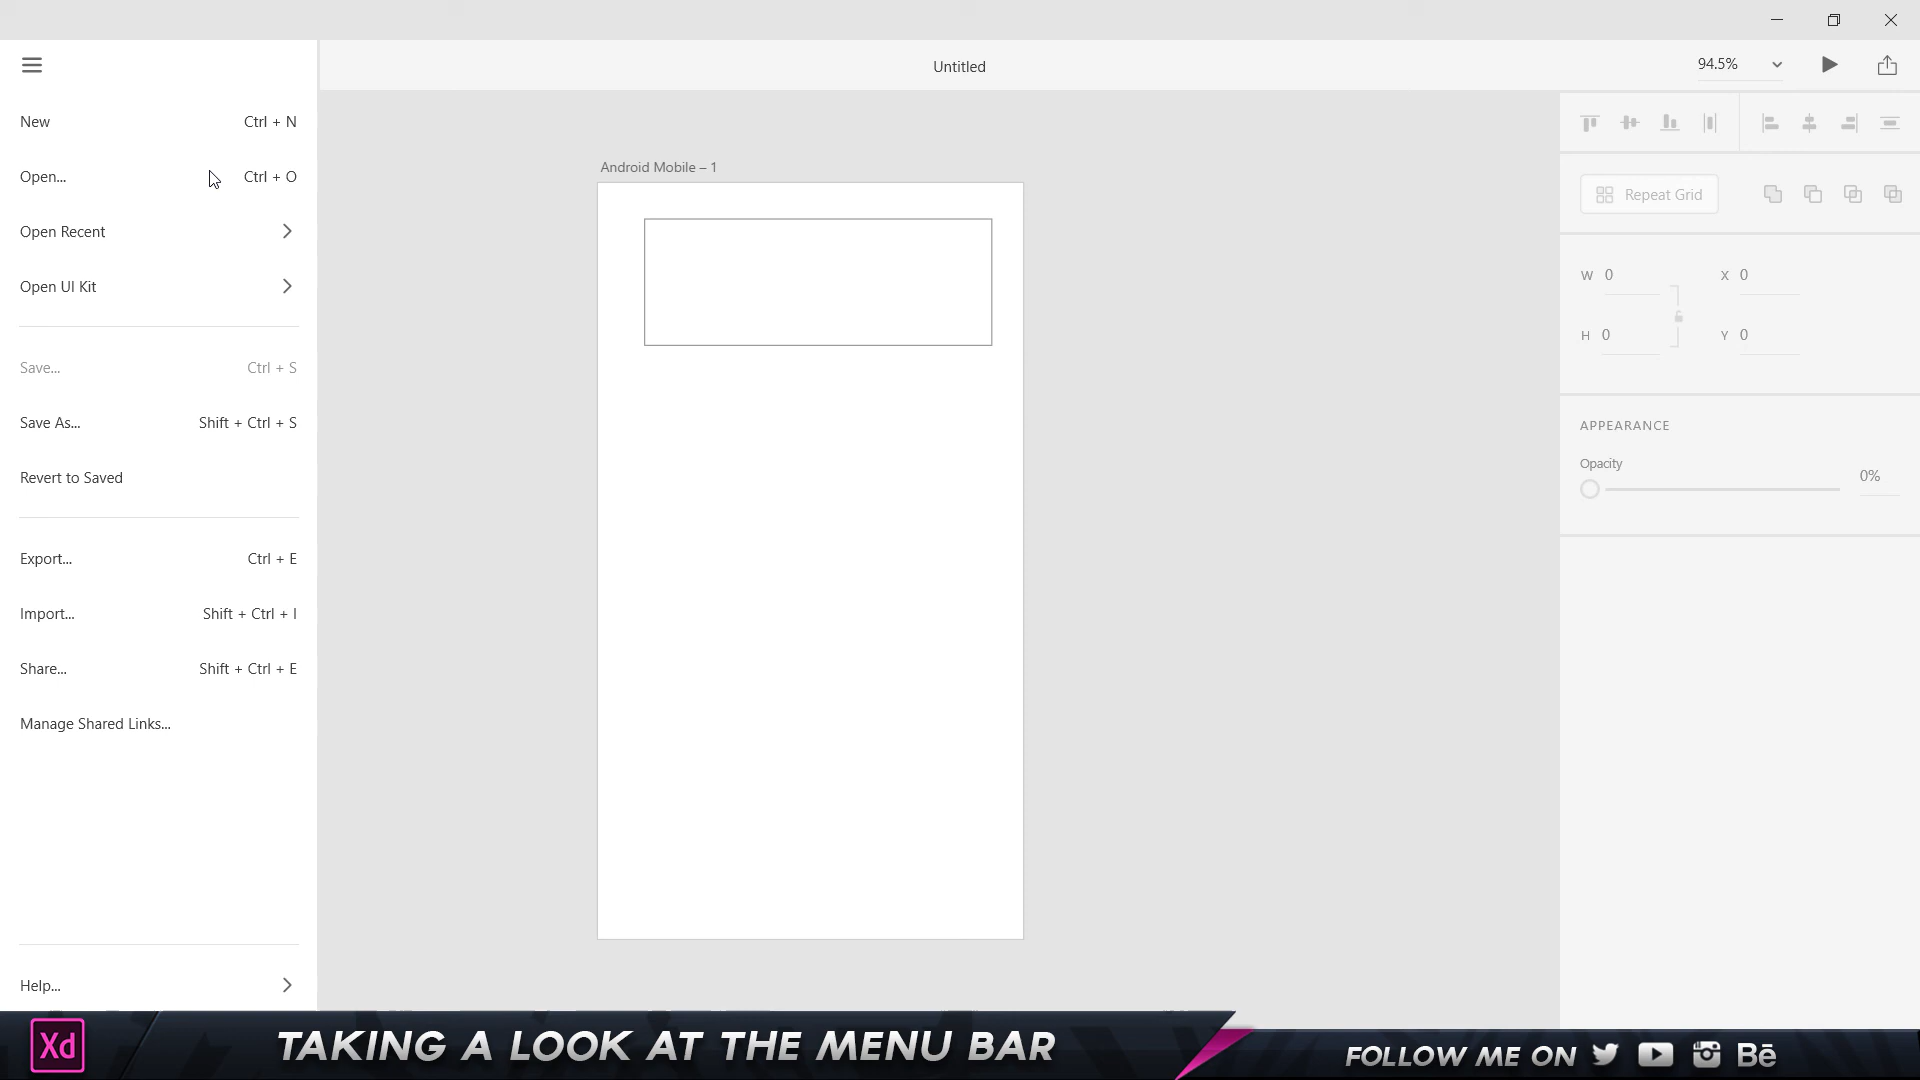 Untitled
94.5%
New Ctrl + N
Open... Ctrl + O
Open Recent
Open UI Kit
Save... Ctrl + S
Save As... Shift + Ctrl + S
Revert to Saved
Export... Ctrl + E
Import... Shift + Ctrl + I
Share... Shift + Ctrl + E
Manage Shared Links...
Help...
Android Mobile – 1
Repeat Grid
W 0 X 0
H 0 Y 0
APPEARANCE
Opacity
0%
Xd
TAKING A LOOK AT THE MENU BAR
FOLLOW ME ON
Bē